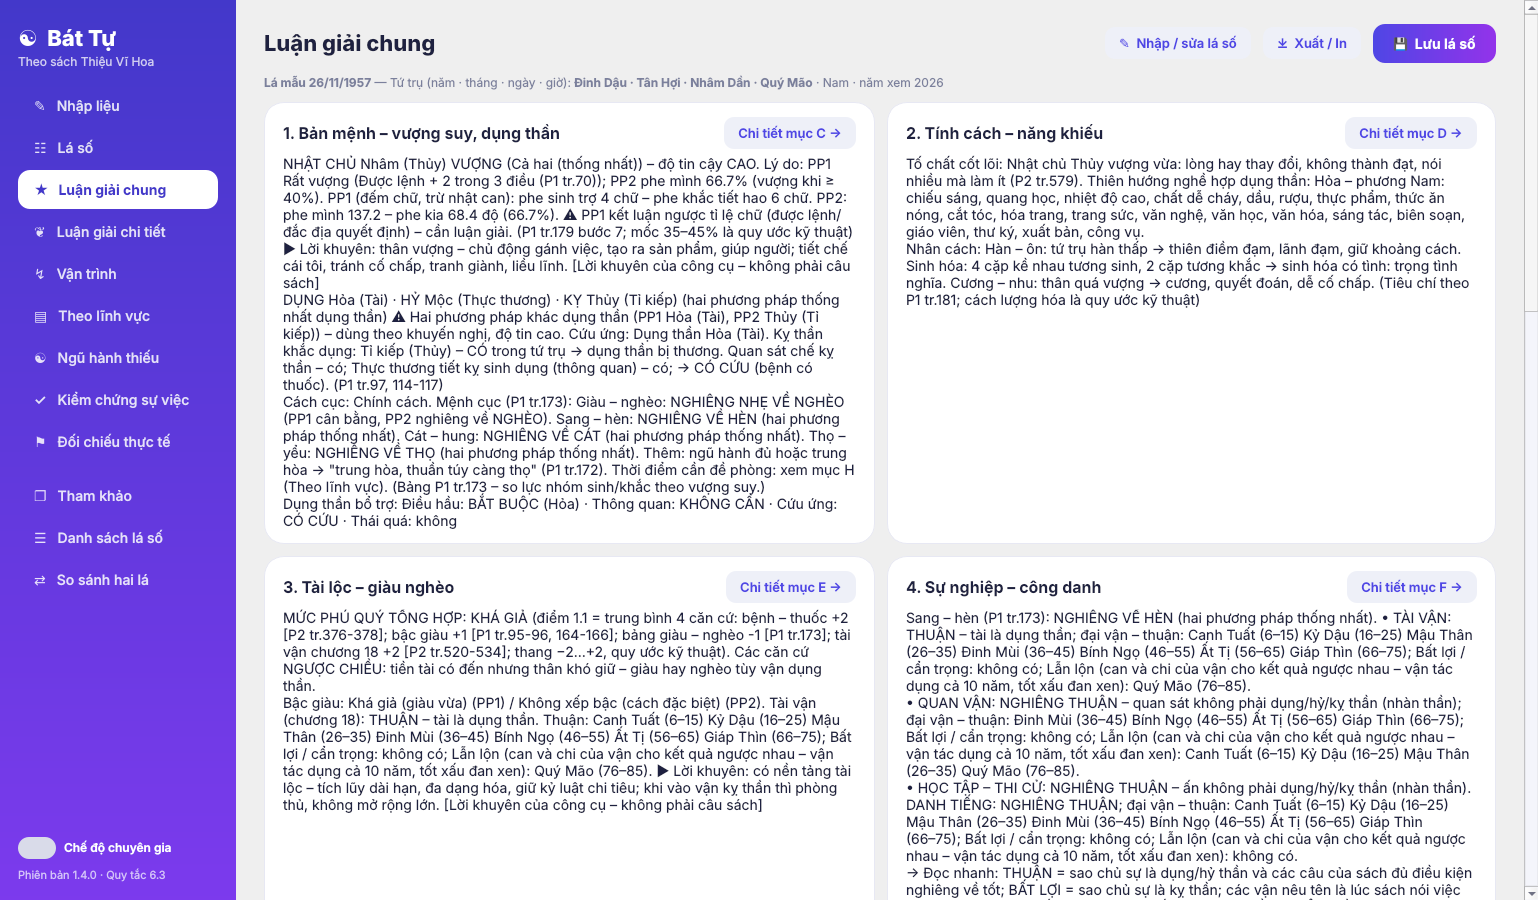 ☯ Bát Tự
Theo sách Thiệu Vĩ Hoa
✎ Nhập liệu
☷ Lá số
★ Luận giải chung
❦ Luận giải chi tiết
↯ Vận trình
▤ Theo lĩnh vực
☯ Ngũ hành thiếu
✓ Kiểm chứng sự việc
⚑ Đối chiếu thực tế
❐ Tham khảo
☰ Danh sách lá số
⇄ So sánh hai lá
Chế độ chuyên gia
Phiên bản 1.4.0 · Quy tắc 6.3
Luận giải chung
✎ Nhập / sửa lá số
Xuất / In
💾 Lưu lá số
Lá mẫu 26/11/1957 — Tứ trụ (năm · tháng · ngày · giờ): Đinh Dậu · Tân Hợi · Nhâm Dần · Quý Mão · Nam · năm xem 2026
1. Bản mệnh – vượng suy, dụng thần
Chi tiết mục C →
NHẬT CHỦ Nhâm (Thủy) VƯỢNG (Cả hai (thống nhất)) – độ tin cậy CAO. Lý do: PP1
Rất vượng (Được lệnh + 2 trong 3 điều (P1 tr.70)); PP2 phe mình 66.7% (vượng khi ≥
40%). PP1 (đếm chữ, trừ nhật can): phe sinh trợ 4 chữ – phe khắc tiết hao 6 chữ. PP2:
phe mình 137.2 – phe kia 68.4 độ (66.7%). ⚠ PP1 kết luận ngược tỉ lệ chữ (được lệnh/
đắc địa quyết định) – cần luận giải. (P1 tr.179 bước 7; mốc 35–45% là quy ước kỹ thuật)
▶ Lời khuyên: thân vượng – chủ động gánh việc, tạo ra sản phẩm, giúp người; tiết chế
cái tôi, tránh cố chấp, tranh giành, liều lĩnh. [Lời khuyên của công cụ – không phải câu
sách]
DỤNG Hỏa (Tài) · HỶ Mộc (Thực thương) · KỴ Thủy (Tỉ kiếp) (hai phương pháp thống
nhất dụng thần) ⚠ Hai phương pháp khác dụng thần (PP1 Hỏa (Tài), PP2 Thủy (Tỉ
kiếp)) – dùng theo khuyến nghị, độ tin cao. Cứu ứng: Dụng thần Hỏa (Tài). Kỵ thần
khắc dụng: Tỉ kiếp (Thủy) – CÓ trong tứ trụ → dụng thần bị thương. Quan sát chế kỵ
thần – có; Thực thương tiết kỵ sinh dụng (thông quan) – có; → CÓ CỨU (bệnh có
thuốc). (P1 tr.97, 114-117)
Cách cục: Chính cách. Mệnh cục (P1 tr.173): Giàu – nghèo: NGHIÊNG NHẸ VỀ NGHÈO
(PP1 cân bằng, PP2 nghiêng về NGHÈO). Sang – hèn: NGHIÊNG VỀ HÈN (hai phương
pháp thống nhất). Cát – hung: NGHIÊNG VỀ CÁT (hai phương pháp thống nhất). Thọ –
yểu: NGHIÊNG VỀ THỌ (hai phương pháp thống nhất). Thêm: ngũ hành đủ hoặc trung
hòa → "trung hòa, thuần túy càng thọ" (P1 tr.172). Thời điểm cần đề phòng: xem mục H
(Theo lĩnh vực). (Bảng P1 tr.173 – so lực nhóm sinh/khắc theo vượng suy.)
Dụng thần bổ trợ: Điều hầu: BẮT BUỘC (Hỏa) · Thông quan: KHÔNG CẦN · Cứu ứng:
CÓ CỨU · Thái quá: không
2. Tính cách – năng khiếu
Chi tiết mục D →
Tố chất cốt lõi: Nhật chủ Thủy vượng vừa: lòng hay thay đổi, không thành đạt, nói
nhiều mà làm ít (P2 tr.579). Thiên hướng nghề hợp dụng thần: Hỏa – phương Nam:
chiếu sáng, quang học, nhiệt độ cao, chất dễ cháy, dầu, rượu, thực phẩm, thức ăn
nóng, cắt tóc, hóa trang, trang sức, văn nghệ, văn học, văn hóa, sáng tác, biên soạn,
giáo viên, thư ký, xuất bản, công vụ.
Nhân cách: Hàn – ôn: tứ trụ hàn thấp → thiên điềm đạm, lãnh đạm, giữ khoảng cách.
Sinh hóa: 4 cặp kề nhau tương sinh, 2 cặp tương khắc → sinh hóa có tình: trọng tình
nghĩa. Cương – nhu: thân quá vượng → cương, quyết đoán, dễ cố chấp. (Tiêu chí theo
P1 tr.181; cách lượng hóa là quy ước kỹ thuật)
3. Tài lộc – giàu nghèo
Chi tiết mục E →
MỨC PHÚ QUÝ TỔNG HỢP: KHÁ GIẢ (điểm 1.1 = trung bình 4 căn cứ: bệnh – thuốc +2
[P2 tr.376-378]; bậc giàu +1 [P1 tr.95-96, 164-166]; bảng giàu – nghèo -1 [P1 tr.173]; tài
vận chương 18 +2 [P2 tr.520-534]; thang −2…+2, quy ước kỹ thuật). Các căn cứ
NGƯỢC CHIỀU: tiền tài có đến nhưng thân khó giữ – giàu hay nghèo tùy vận dụng
thần.
Bậc giàu: Khá giả (giàu vừa) (PP1) / Không xếp bậc (cách đặc biệt) (PP2). Tài vận
(chương 18): THUẬN – tài là dụng thần. Thuận: Canh Tuất (6–15) Kỷ Dậu (16–25) Mậu
Thân (26–35) Đinh Mùi (36–45) Bính Ngọ (46–55) Ất Tị (56–65) Giáp Thìn (66–75); Bất
lợi / cẩn trọng: không có; Lẫn lộn (can và chi của vận cho kết quả ngược nhau – vận
tác dụng cả 10 năm, tốt xấu đan xen): Quý Mão (76–85). ▶ Lời khuyên: có nền tảng tài
lộc – tích lũy dài hạn, đa dạng hóa, giữ kỷ luật chi tiêu; khi vào vận kỵ thần thì phòng
thủ, không mở rộng lớn. [Lời khuyên của công cụ – không phải câu sách]
4. Sự nghiệp – công danh
Chi tiết mục F →
Sang – hèn (P1 tr.173): NGHIÊNG VỀ HÈN (hai phương pháp thống nhất). • TÀI VẬN:
THUẬN – tài là dụng thần; đại vận – thuận: Canh Tuất (6–15) Kỷ Dậu (16–25) Mậu Thân
(26–35) Đinh Mùi (36–45) Bính Ngọ (46–55) Ất Tị (56–65) Giáp Thìn (66–75); Bất lợi /
cẩn trọng: không có; Lẫn lộn (can và chi của vận cho kết quả ngược nhau – vận tác
dụng cả 10 năm, tốt xấu đan xen): Quý Mão (76–85).
• QUAN VẬN: NGHIÊNG THUẬN – quan sát không phải dụng/hỷ/kỵ thần (nhàn thần);
đại vận – thuận: Đinh Mùi (36–45) Bính Ngọ (46–55) Ất Tị (56–65) Giáp Thìn (66–75);
Bất lợi / cẩn trọng: không có; Lẫn lộn (can và chi của vận cho kết quả ngược nhau –
vận tác dụng cả 10 năm, tốt xấu đan xen): Canh Tuất (6–15) Kỷ Dậu (16–25) Mậu Thân
(26–35) Quý Mão (76–85).
• HỌC TẬP – THI CỬ: NGHIÊNG THUẬN – ấn không phải dụng/hỷ/kỵ thần (nhàn thần).
DANH TIẾNG: NGHIÊNG THUẬN; đại vận – thuận: Canh Tuất (6–15) Kỷ Dậu (16–25)
Mậu Thân (26–35) Đinh Mùi (36–45) Bính Ngọ (46–55) Ất Tị (56–65) Giáp Thìn
(66–75); Bất lợi / cẩn trọng: không có; Lẫn lộn (can và chi của vận cho kết quả ngược
nhau – vận tác dụng cả 10 năm, tốt xấu đan xen): không có.
→ Đọc nhanh: THUẬN = sao chủ sự là dụng/hỷ thần và các câu của sách đủ điều kiện
nghiêng về tốt; BẤT LỢI = sao chủ sự là kỵ thần; các vận nêu tên là lúc sách nói việc